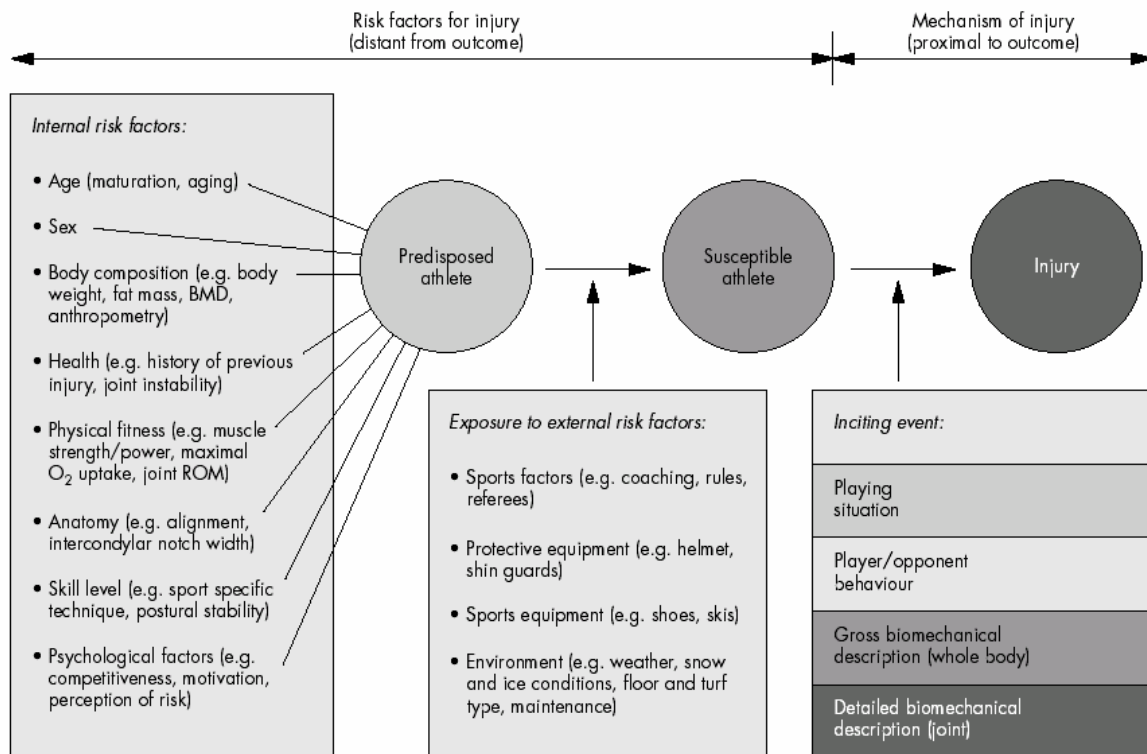 Risk factors for injury
(distant from outcome)
Mechanism of injury
(proximal to outcome)
Internal risk factors:
• Age (maturation, aging)
• Sex
• Body composition (e.g. body
weight, fat mass, BMD,
anthropometry)
• Health (e.g. history of previous
injury, joint instability)
• Physical fitness (e.g. muscle
strength/power, maximal
O₂ uptake, joint ROM)
• Anatomy (e.g. alignment,
intercondylar notch width)
• Skill level (e.g. sport specific
technique, postural stability)
• Psychological factors (e.g.
competitiveness, motivation,
perception of risk)
Predisposed
athlete
Susceptible
athlete
Injury
Exposure to external risk factors:
• Sports factors (e.g. coaching, rules,
referees)
• Protective equipment (e.g. helmet,
shin guards)
• Sports equipment (e.g. shoes, skis)
• Environment (e.g. weather, snow
and ice conditions, floor and turf
type, maintenance)
Inciting event:
Playing
situation
Player/opponent
behaviour
Gross biomechanical
description (whole body)
Detailed biomechanical
description (joint)